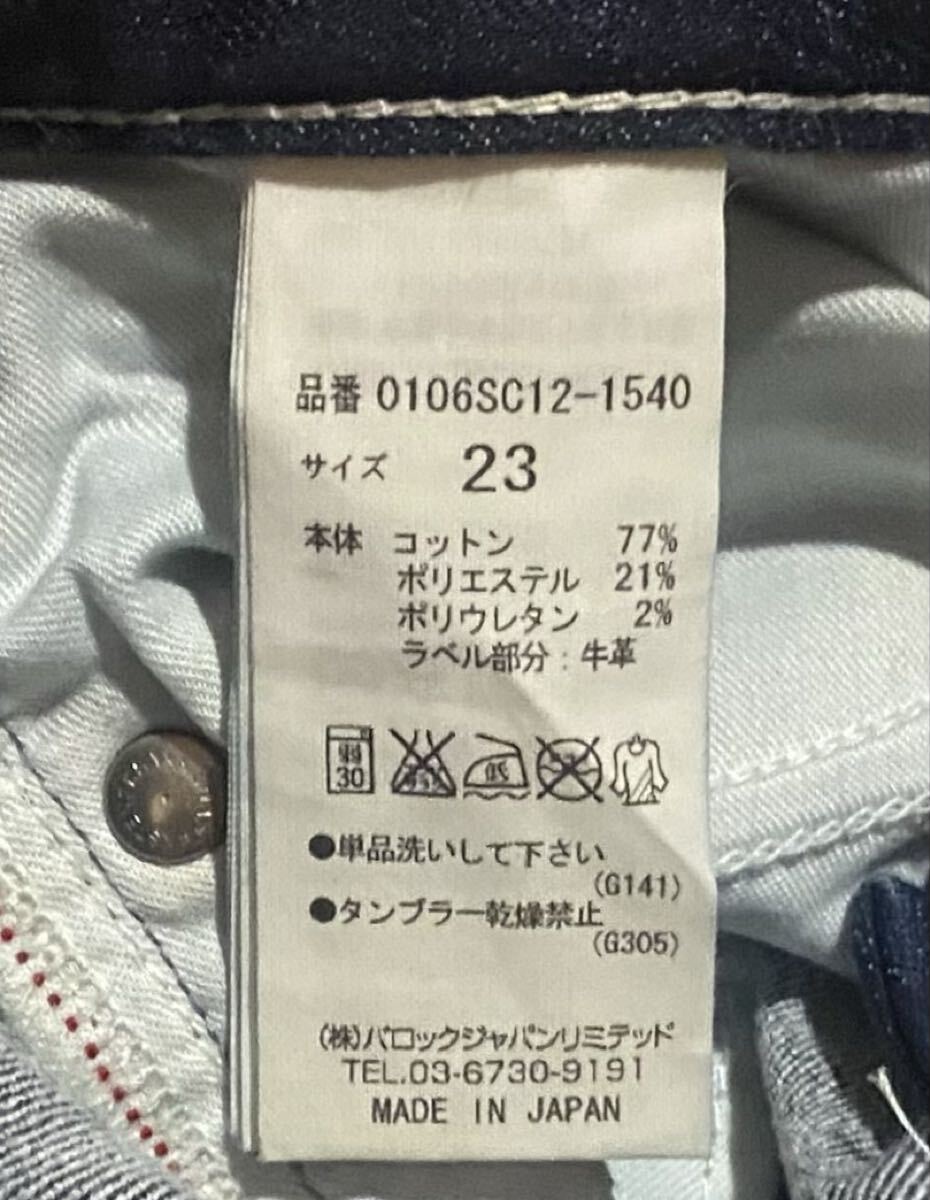 品番 0106SC12-1540
サイズ 23
本体 コットン 77%
ポリエステル 21%
ポリウレタン 2%
ラベル部分：牛革
弱 30 低
●単品洗いして下さい
(G141)
●タンブラー乾燥禁止
(G305)
(株)バロックジャパンリミテッド
TEL.03-6730-9191
MADE IN JAPAN